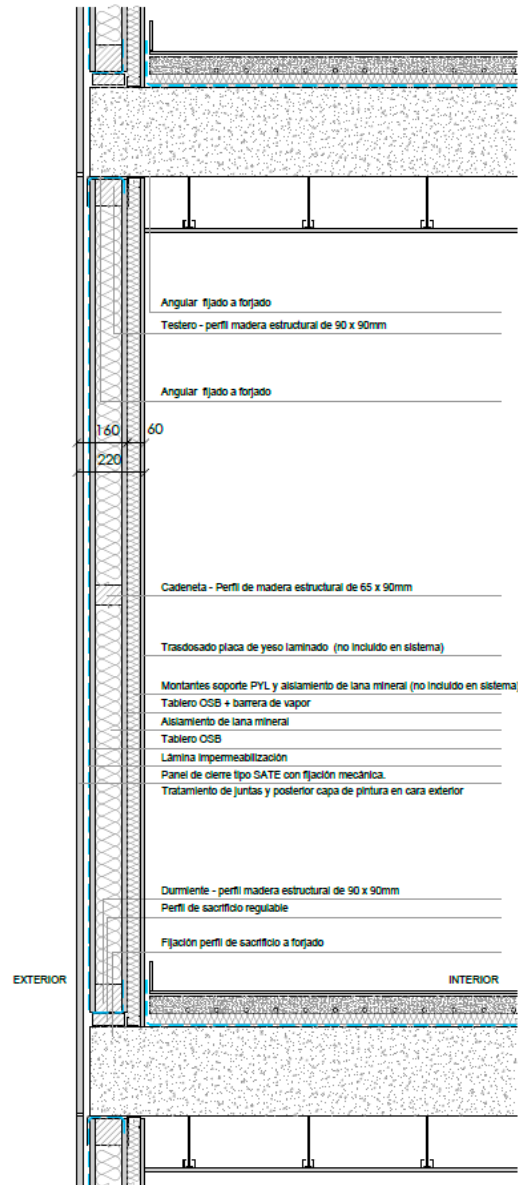 Angular fijado a forjado
Testero - perfil madera estructural de 90 x 90mm
Angular fijado a forjado
160 60
220
Cadeneta - Perfil de madera estructural de 65 x 90mm
Trasdosado placa de yeso laminado (no incluido en sistema)
Montantes soporte PYL y aislamiento de lana mineral (no incluido en sistema)
Tablero OSB + barrera de vapor
Aislamiento de lana mineral
Tablero OSB
Lámina impermeabilización
Panel de cierre tipo SATE con fijación mecánica.
Tratamiento de juntas y posterior capa de pintura en cara exterior
Durmiente - perfil madera estructural de 90 x 90mm
Perfil de sacrificio regulable
Fijación perfil de sacrificio a forjado
EXTERIOR INTERIOR